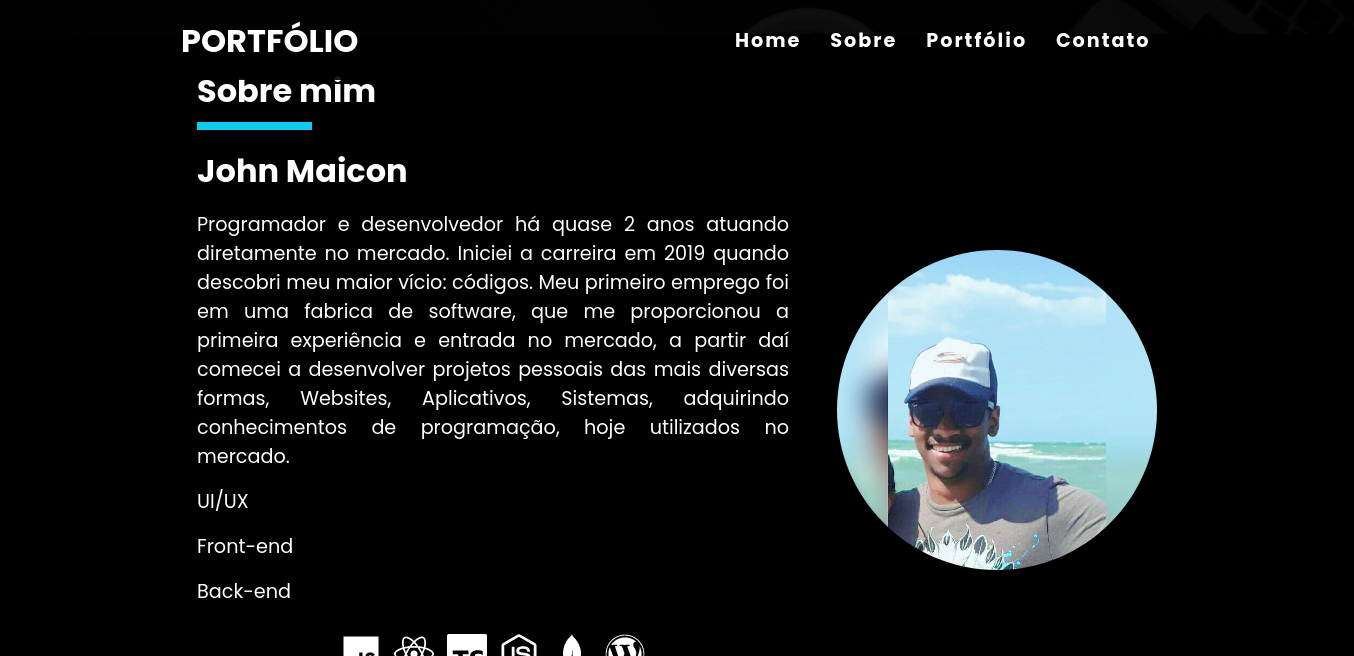 PORTFÓLIO
Home Sobre Portfólio Contato
Sobre mim
John Maicon
Programador e desenvolvedor há quase 2 anos atuando
diretamente no mercado. Iniciei a carreira em 2019 quando
descobri meu maior vício: códigos. Meu primeiro emprego foi
em uma fabrica de software, que me proporcionou a
primeira experiência e entrada no mercado, a partir daí
comecei a desenvolver projetos pessoais das mais diversas
formas, Websites, Aplicativos, Sistemas, adquirindo
conhecimentos de programação, hoje utilizados no
mercado.
UI/UX
Front-end
Back-end
JS TS JS W